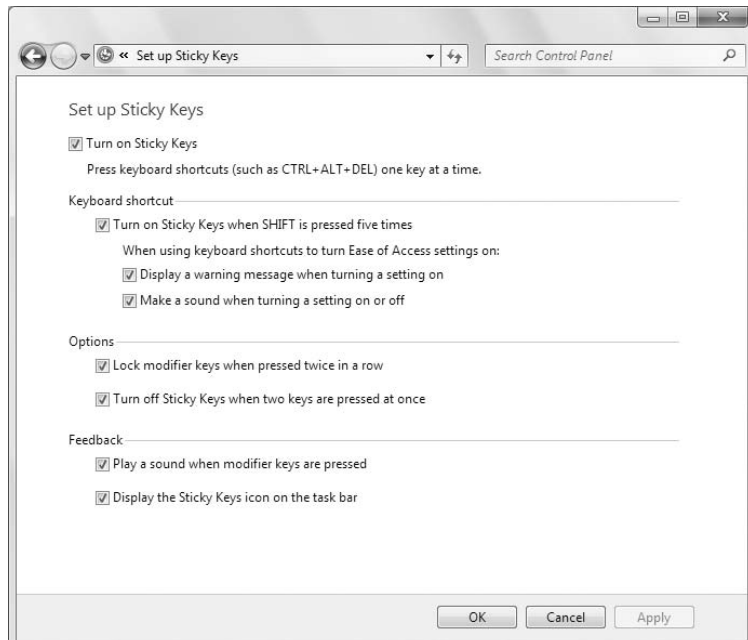 « Set up Sticky Keys
Search Control Panel
Set up Sticky Keys
Turn on Sticky Keys
Press keyboard shortcuts (such as CTRL+ALT+DEL) one key at a time.
Keyboard shortcut
Turn on Sticky Keys when SHIFT is pressed five times
When using keyboard shortcuts to turn Ease of Access settings on:
Display a warning message when turning a setting on
Make a sound when turning a setting on or off
Options
Lock modifier keys when pressed twice in a row
Turn off Sticky Keys when two keys are pressed at once
Feedback
Play a sound when modifier keys are pressed
Display the Sticky Keys icon on the task bar
OK Cancel Apply